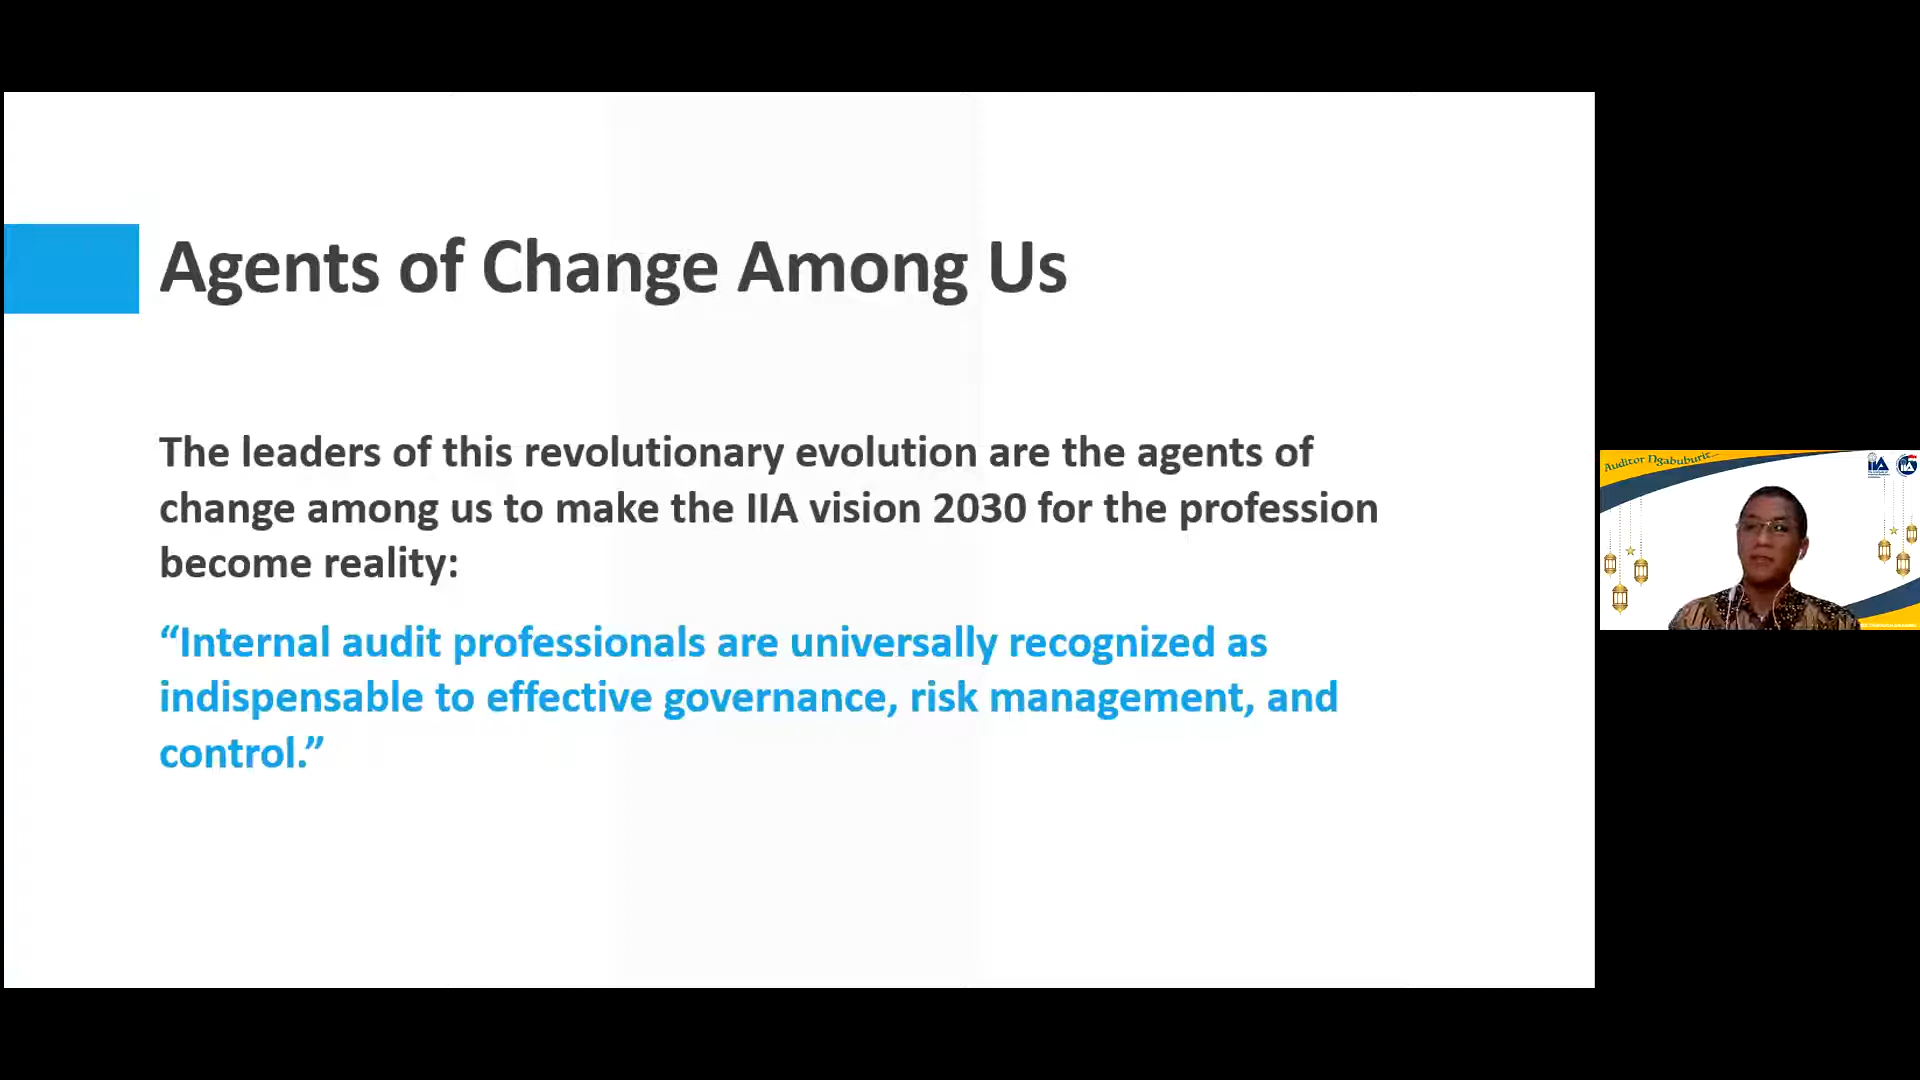 Agents of Change Among Us
The leaders of this revolutionary evolution are the agents of
change among us to make the IIA vision 2030 for the profession
become reality:
“Internal audit professionals are universally recognized as
indispensable to effective governance, risk management, and
control.”
Auditor Ngabuburit...
IIA
IIA